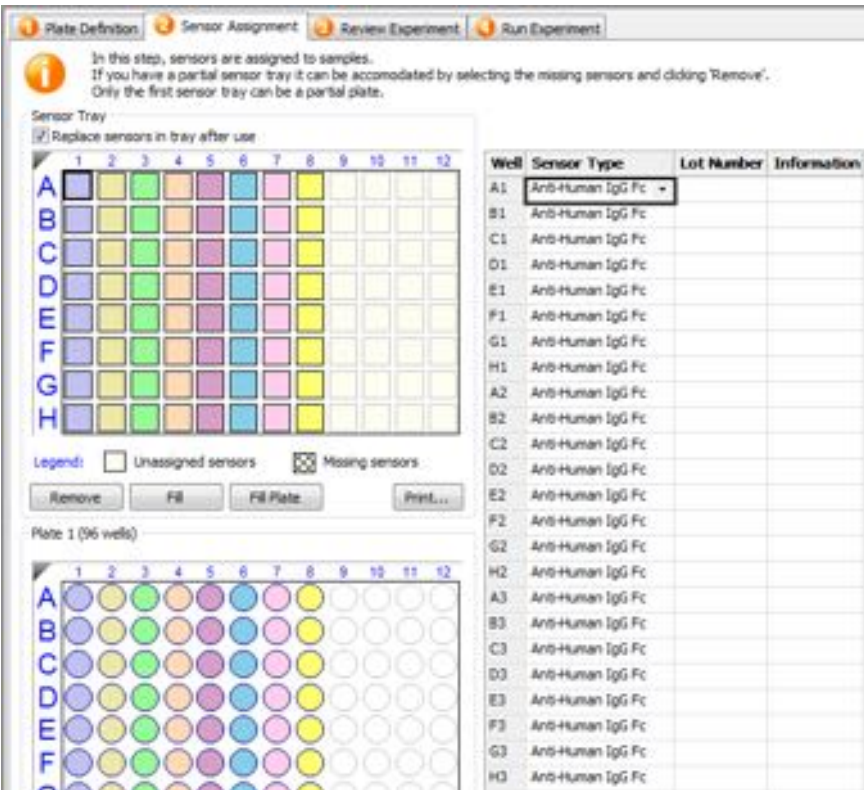 1 Plate Definition 2 Sensor Assignment 3 Review Experiment 4 Run Experiment
In this step, sensors are assigned to samples.
If you have a partial sensor tray it can be accomodated by selecting the missing sensors and clicking 'Remove'.
Only the first sensor tray can be a partial plate.
Sensor Tray
Replace sensors in tray after use
1 2 3 4 5 6 7 8 9 10 11 12
A
B
C
D
E
F
G
H
Legend: Unassigned sensors Missing sensors
Remove Fill Fill Plate Print...
Plate 1 (96 wells)
1 2 3 4 5 6 7 8 9 10 11 12
A
B
C
D
E
F
Well Sensor Type Lot Number Information
A1 Anti-Human IgG Fc
B1 Anti-Human IgG Fc
C1 Anti-Human IgG Fc
D1 Anti-Human IgG Fc
E1 Anti-Human IgG Fc
F1 Anti-Human IgG Fc
G1 Anti-Human IgG Fc
H1 Anti-Human IgG Fc
A2 Anti-Human IgG Fc
B2 Anti-Human IgG Fc
C2 Anti-Human IgG Fc
D2 Anti-Human IgG Fc
E2 Anti-Human IgG Fc
F2 Anti-Human IgG Fc
G2 Anti-Human IgG Fc
H2 Anti-Human IgG Fc
A3 Anti-Human IgG Fc
B3 Anti-Human IgG Fc
C3 Anti-Human IgG Fc
D3 Anti-Human IgG Fc
E3 Anti-Human IgG Fc
F3 Anti-Human IgG Fc
G3 Anti-Human IgG Fc
H3 Anti-Human IgG Fc